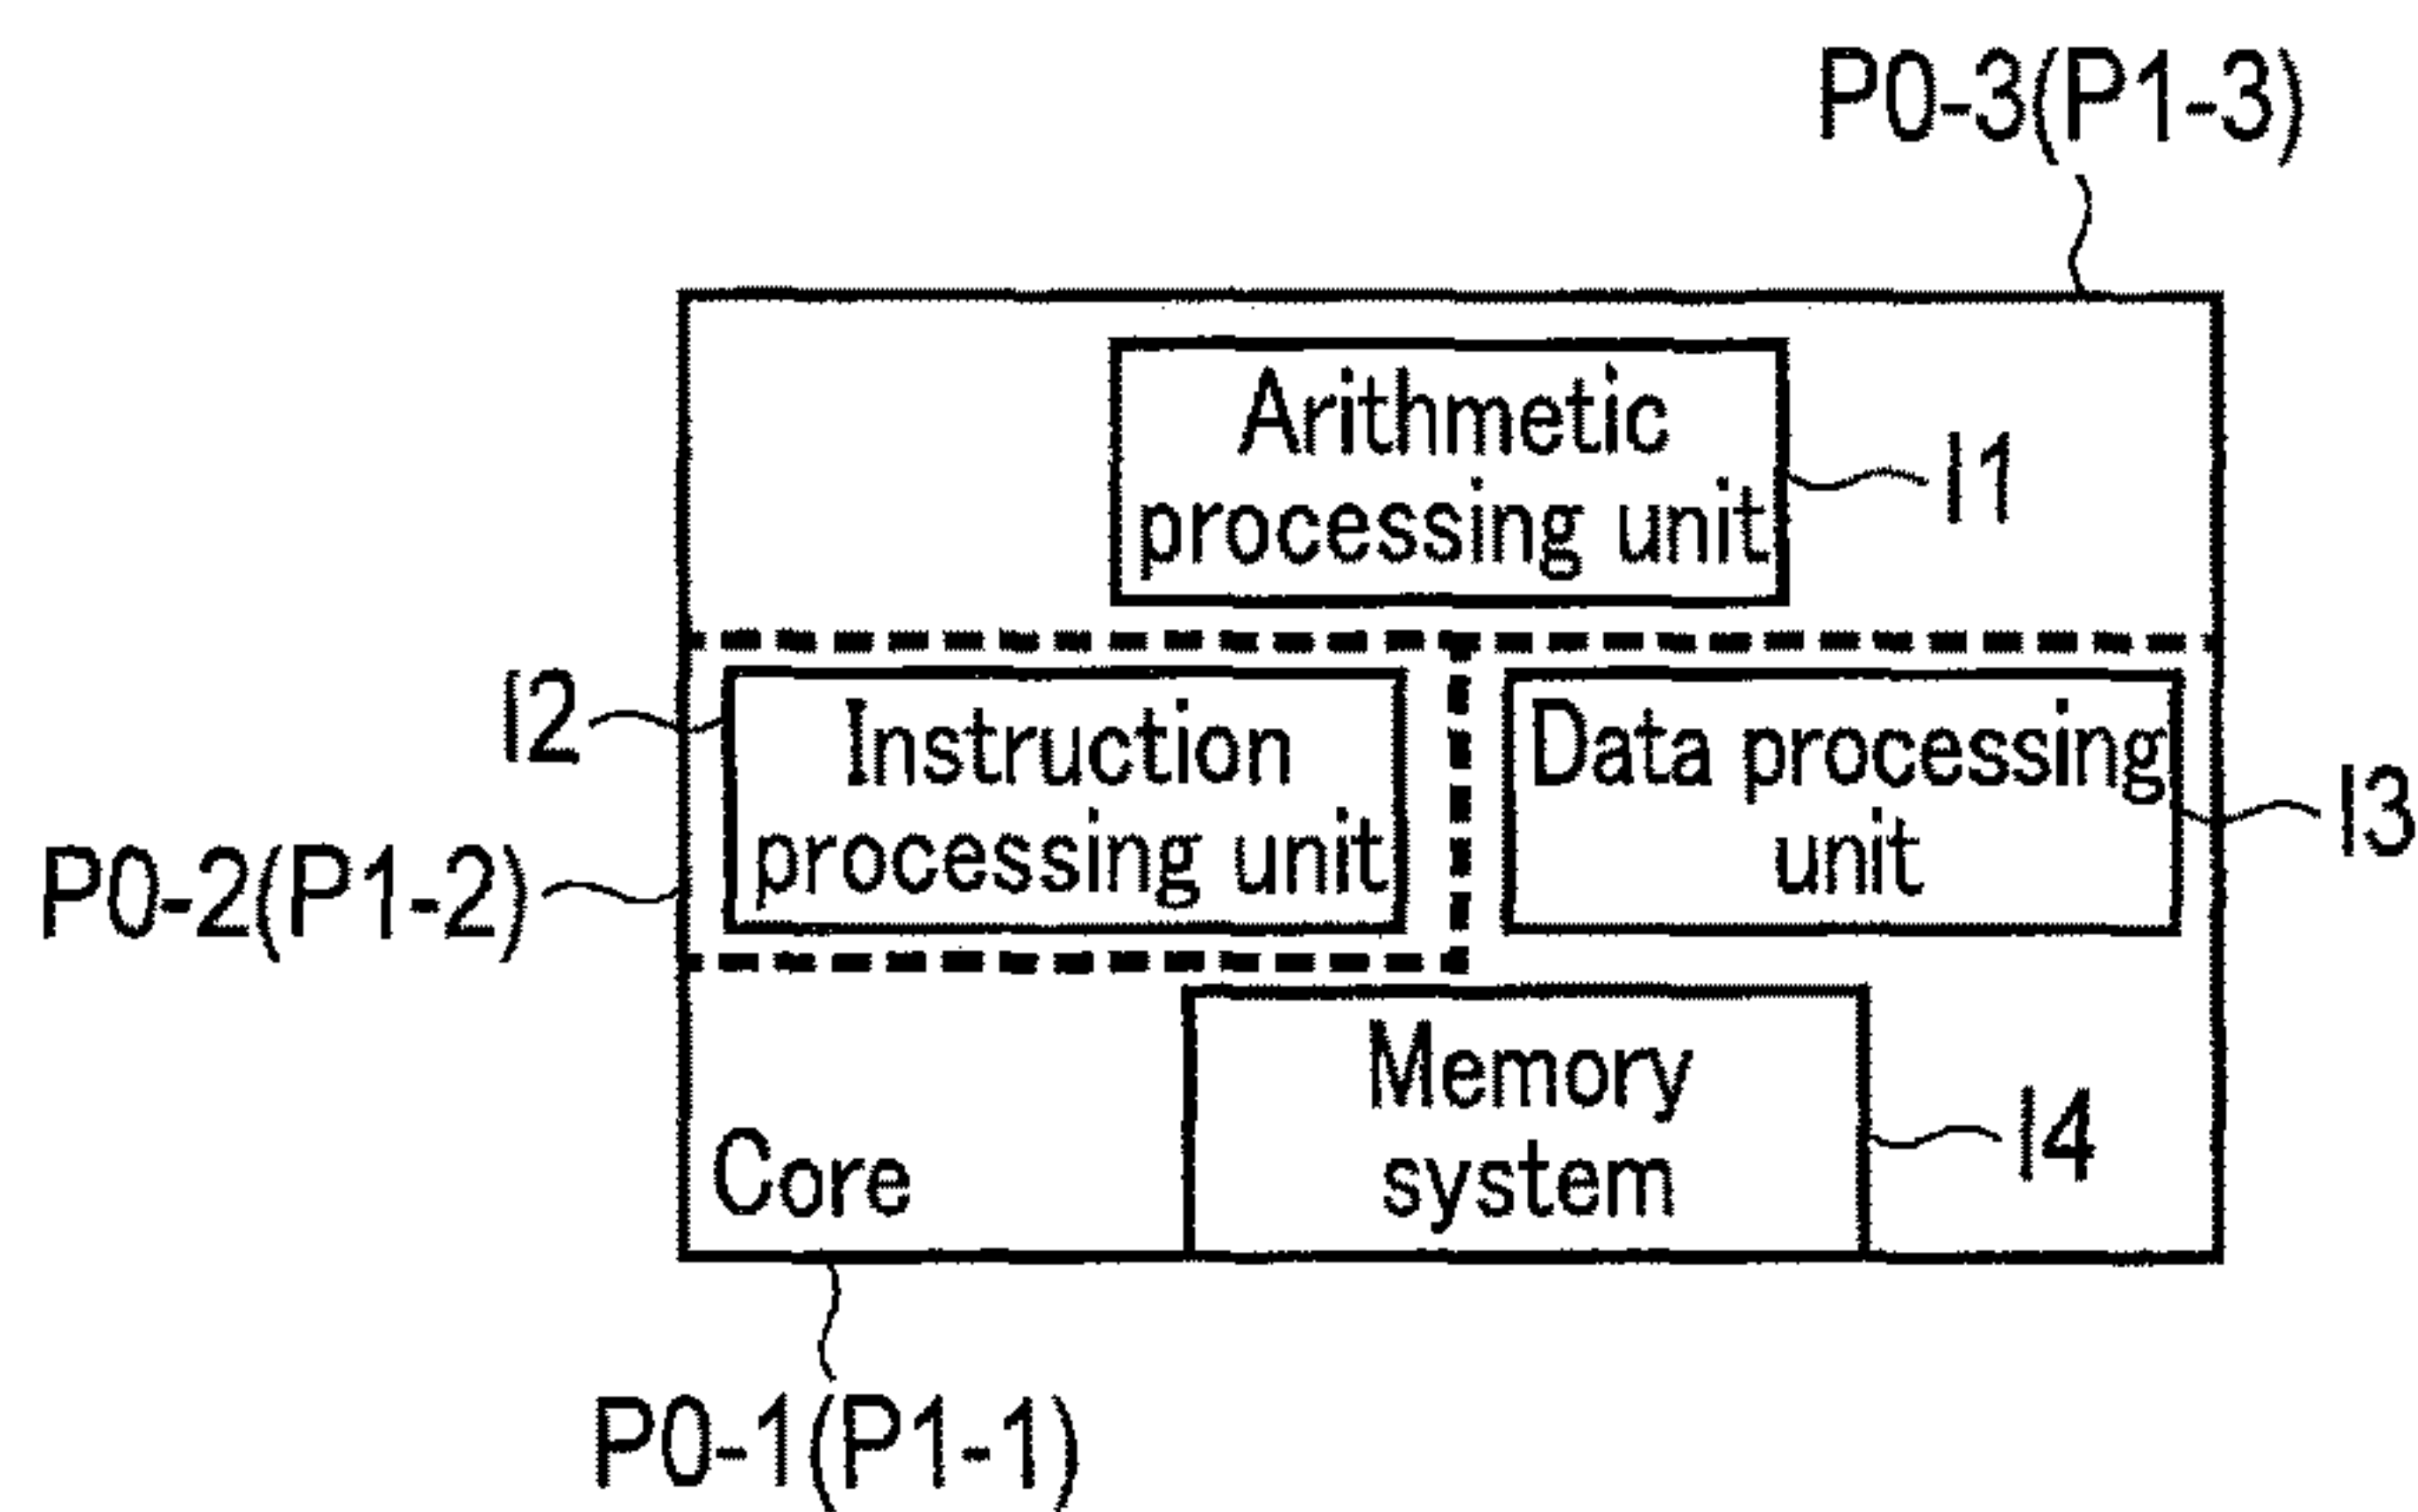 P0-3(P1-3)
Arithmetic
processing unit
I1
I2
Instruction
processing unit
Data processing
unit
I3
P0-2(P1-2)
Memory
system
I4
Core
P0-1(P1-1)